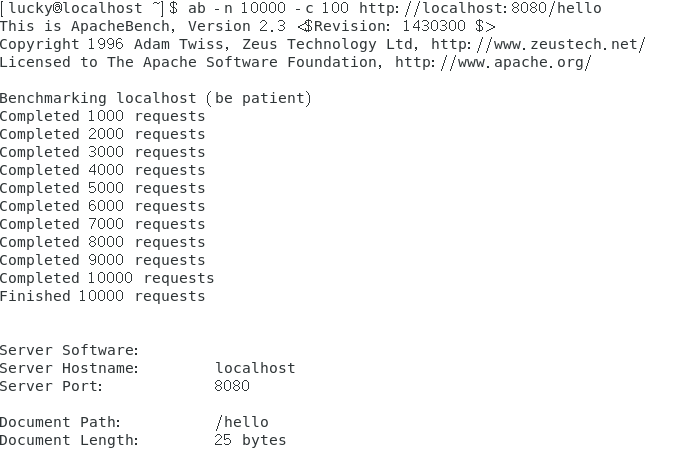 [lucky@localhost ~]$ ab -n 10000 -c 100 http://localhost:8080/hello
This is ApacheBench, Version 2.3 <$Revision: 1430300 $>
Copyright 1996 Adam Twiss, Zeus Technology Ltd, http://www.zeustech.net/
Licensed to The Apache Software Foundation, http://www.apache.org/
Benchmarking localhost (be patient)
Completed 1000 requests
Completed 2000 requests
Completed 3000 requests
Completed 4000 requests
Completed 5000 requests
Completed 6000 requests
Completed 7000 requests
Completed 8000 requests
Completed 9000 requests
Completed 10000 requests
Finished 10000 requests
Server Software:
Server Hostname: localhost
Server Port: 8080
Document Path: /hello
Document Length: 25 bytes